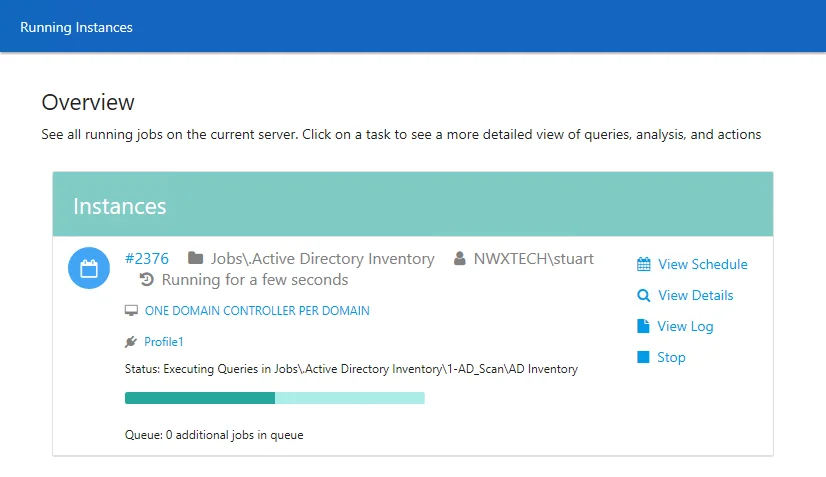 Running Instances
Overview
See all running jobs on the current server. Click on a task to see a more detailed view of queries, analysis, and actions
Instances
#2376 Jobs\.Active Directory Inventory NWXTECH\stuart
Running for a few seconds
ONE DOMAIN CONTROLLER PER DOMAIN
Profile1
Status: Executing Queries in Jobs\.Active Directory Inventory\1-AD_Scan\AD Inventory
Queue: 0 additional jobs in queue
View Schedule
View Details
View Log
Stop